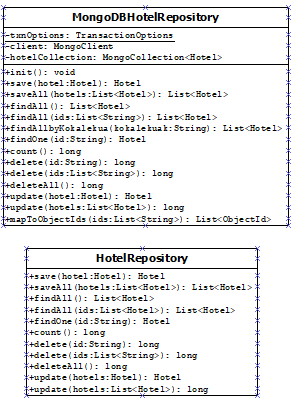 MongoDBHotelRepository
-txnOptions: TransactionOptions
-client: MongoClient
-hotelCollection: MongoCollection<Hotel>
+init(): void
+save(hotel:Hotel): Hotel
+saveAll(hotels:List<Hotel>): List<Hotel>
+findAll(): List<Hotel>
+findAll(ids:List<String>): List<Hotel>
+findAllbyKokalekua(kokalekuak:String): List<Hotel>
+findOne(id:String): Hotel
+count(): long
+delete(id:String): long
+delete(ids:List<String>): long
+deleteAll(): long
+update(hotel:Hotel): Hotel
+update(hotels:List<Hotel>): long
+mapToObjectIds(ids:List<String>): List<ObjectId>
HotelRepository
+save(hotel:Hotel): Hotel
+saveAll(hotels:List<Hotel>): List<Hotel>
+findAll(): List<Hotel>
+findAll(ids:List<Hotel>): List<Hotel>
+findOne(id:String): Hotel
+count(): long
+delete(id:String): long
+delete(ids:List<String>): long
+deleteAll(): long
+update(hotel:Hotel): Hotel
+update(hotels:List<Hotel>): long